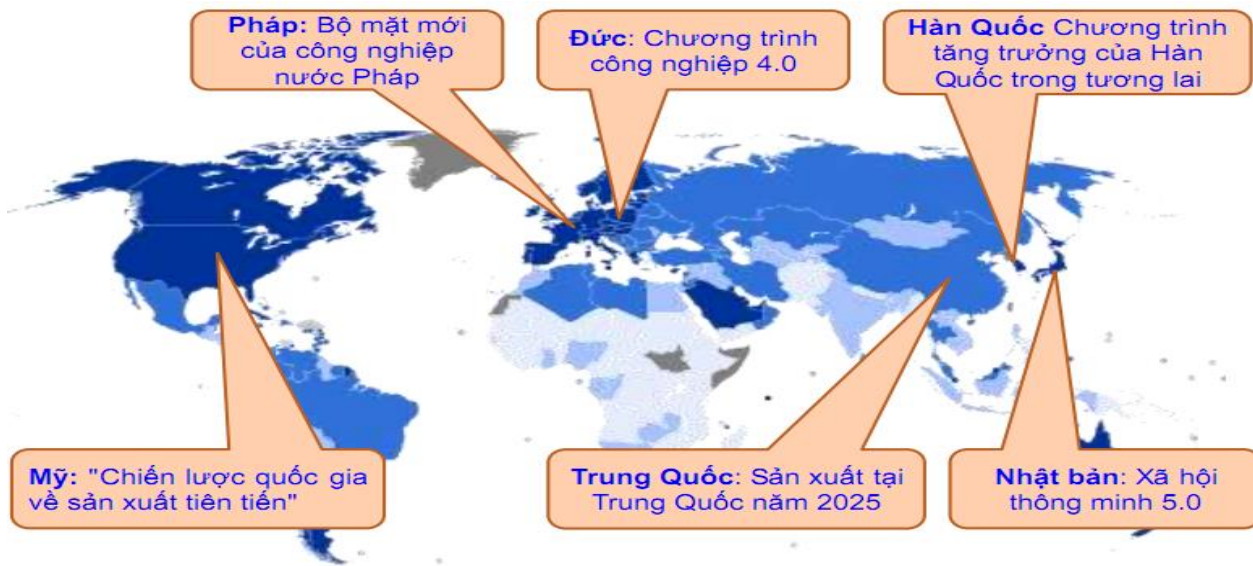 Pháp: Bộ mặt mới
của công nghiệp
nước Pháp
Đức: Chương trình
công nghiệp 4.0
Hàn Quốc Chương trình
tăng trưởng của Hàn
Quốc trong tương lai
Mỹ: "Chiến lược quốc gia
về sản xuất tiên tiến"
Trung Quốc: Sản xuất tại
Trung Quốc năm 2025
Nhật bản: Xã hội
thông minh 5.0